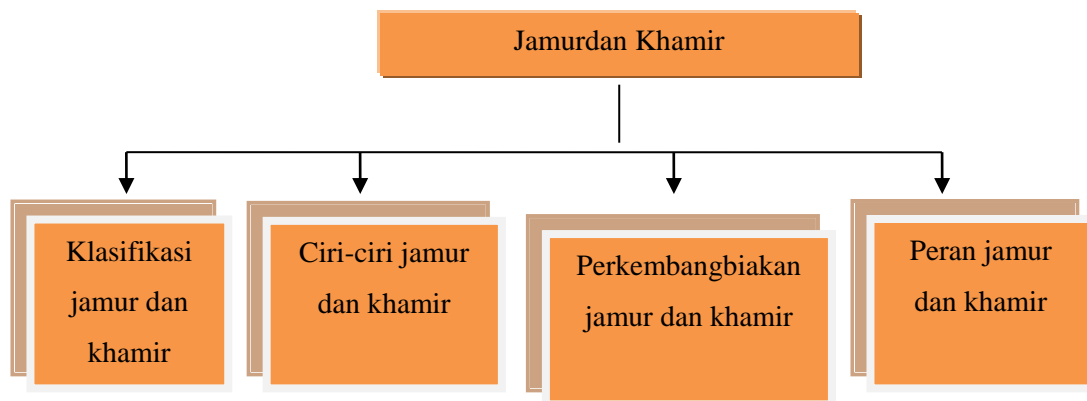 Jamurdan Khamir
Klasifikasi
jamur dan
khamir
Ciri-ciri jamur
dan khamir
Perkembangbiakan
jamur dan khamir
Peran jamur
dan khamir